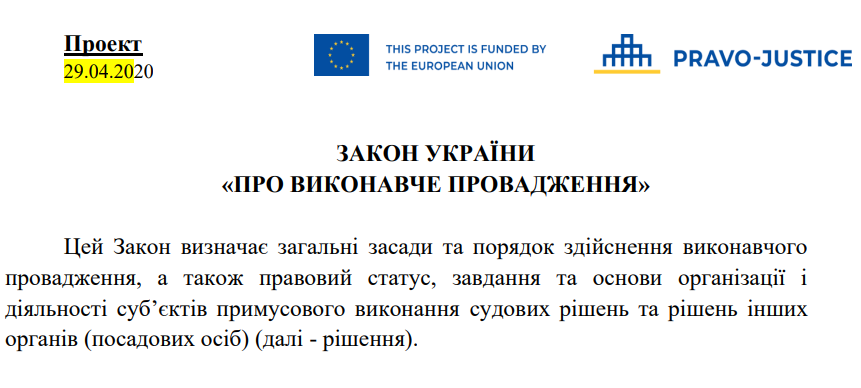 Проект
29.04.2020
THIS PROJECT IS FUNDED BY
THE EUROPEAN UNION
PRAVO-JUSTICE
ЗАКОН УКРАЇНИ
«ПРО ВИКОНАВЧЕ ПРОВАДЖЕННЯ»
Цей Закон визначає загальні засади та порядок здійснення виконавчого
провадження, а також правовий статус, завдання та основи організації і
діяльності суб’єктів примусового виконання судових рішень та рішень інших
органів (посадових осіб) (далі - рішення).